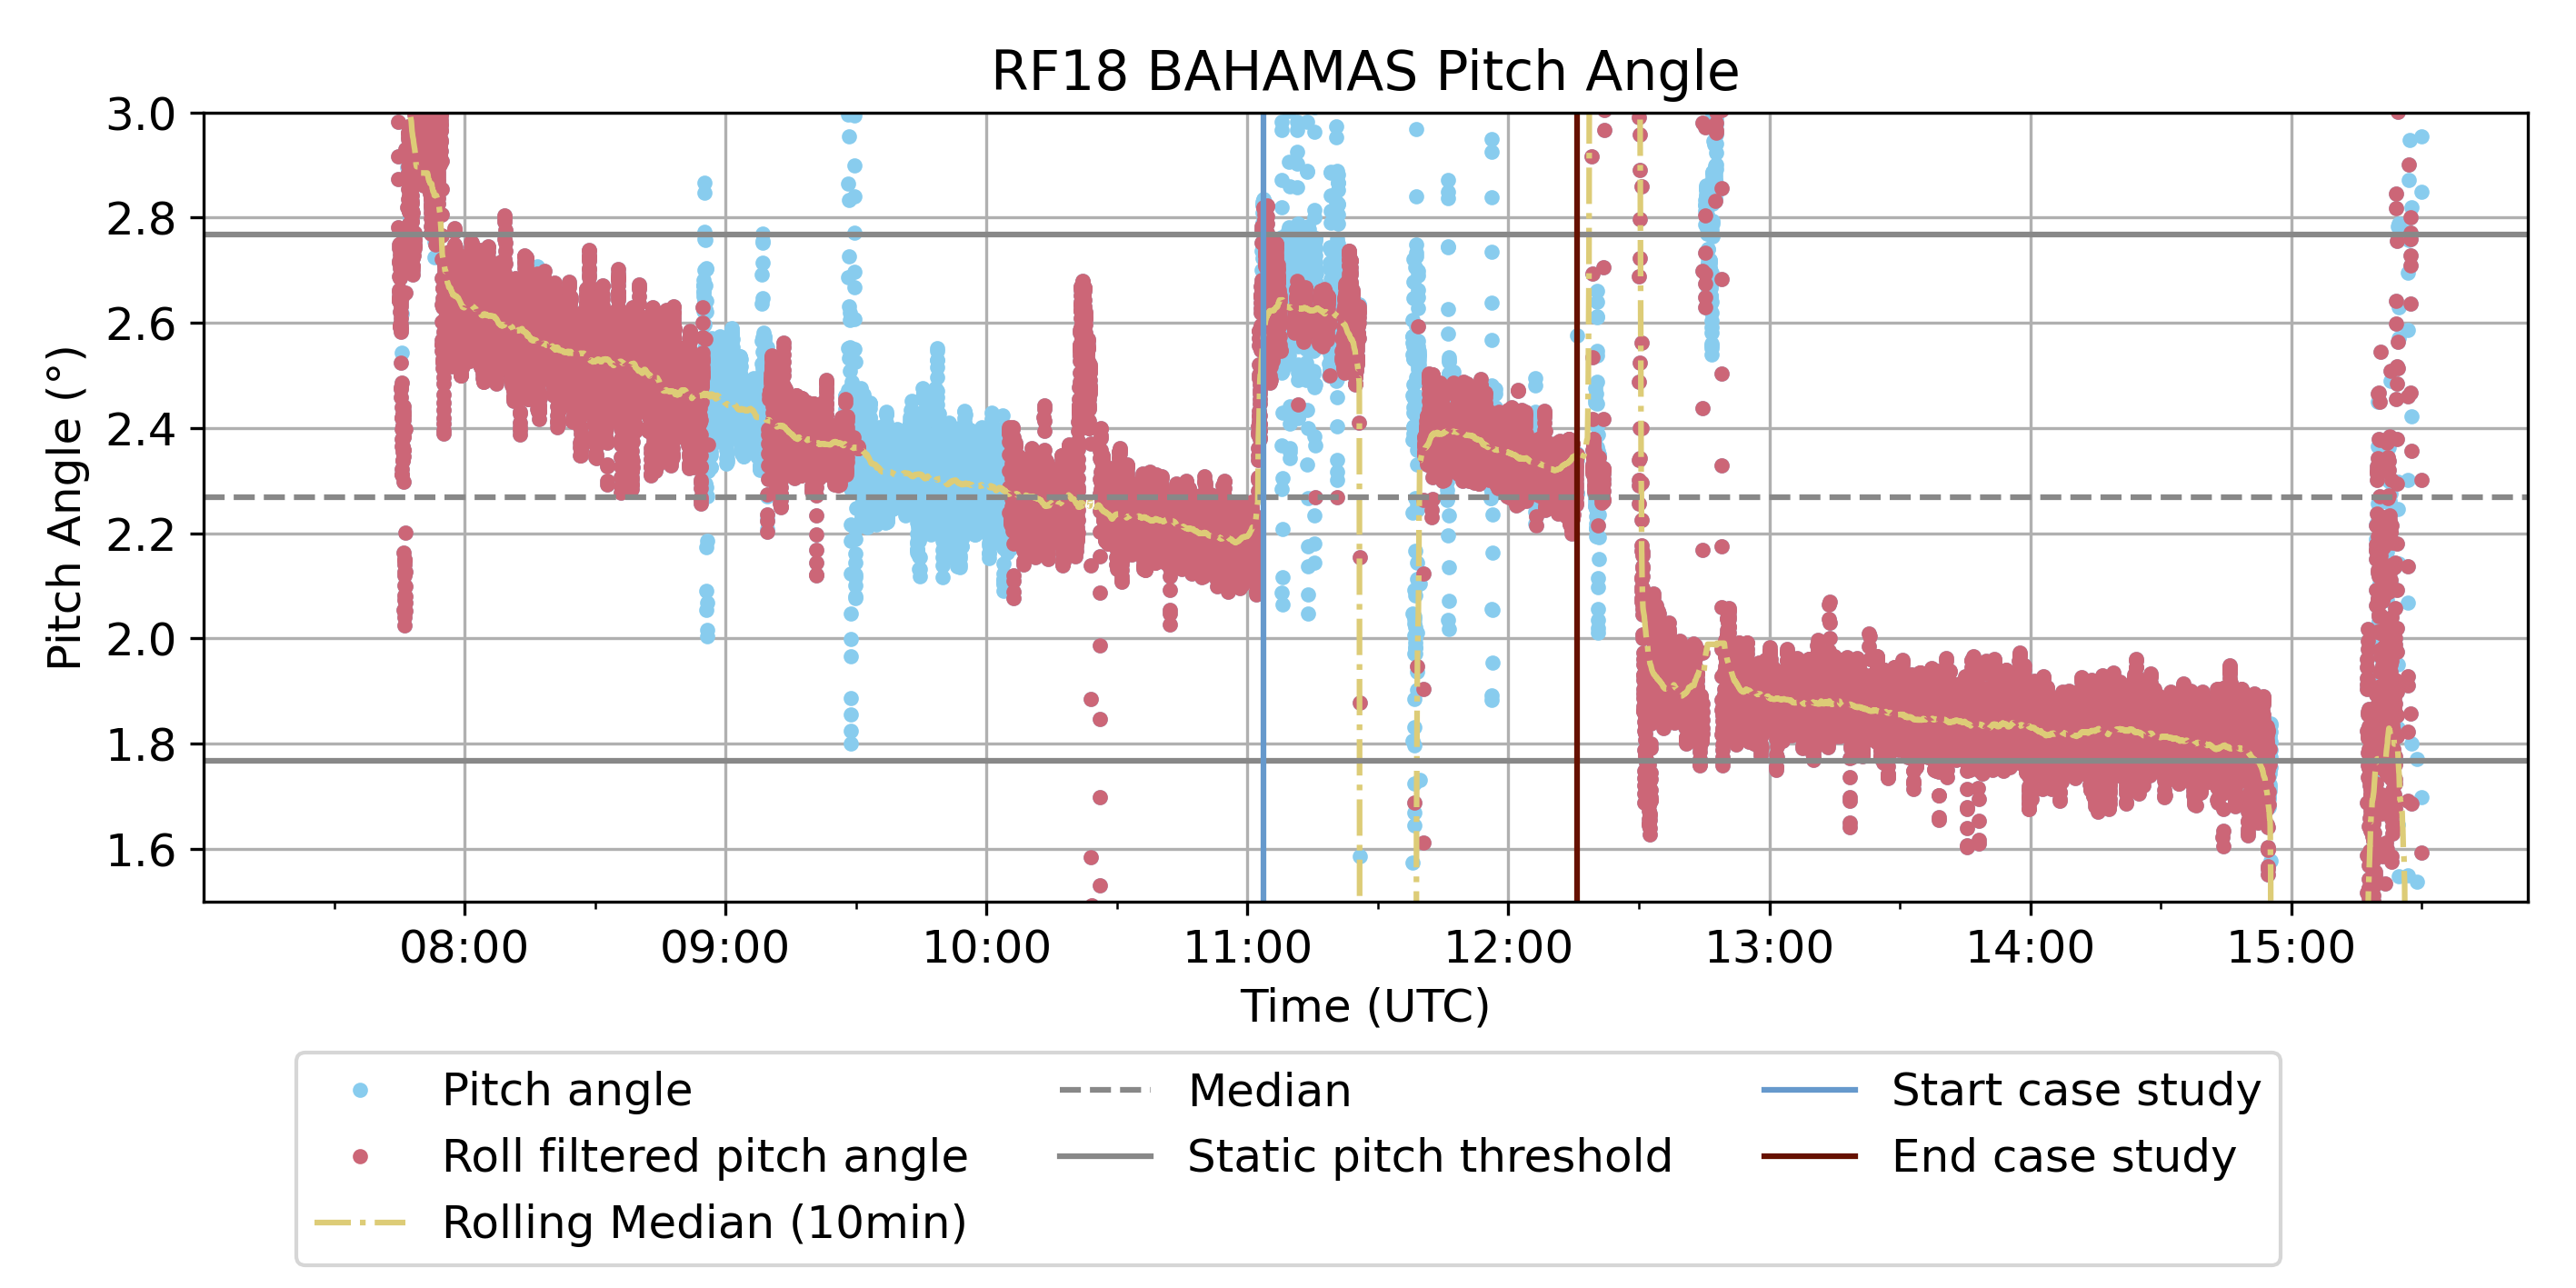 RF18 BAHAMAS Pitch Angle
3.0
2.8
2.6
2.4
2.2
2.0
1.8
1.6
Pitch Angle (°)
08:00 09:00 10:00 11:00 12:00 13:00 14:00 15:00
Time (UTC)
Pitch angle
Roll filtered pitch angle
Rolling Median (10min)
Median
Static pitch threshold
Start case study
End case study